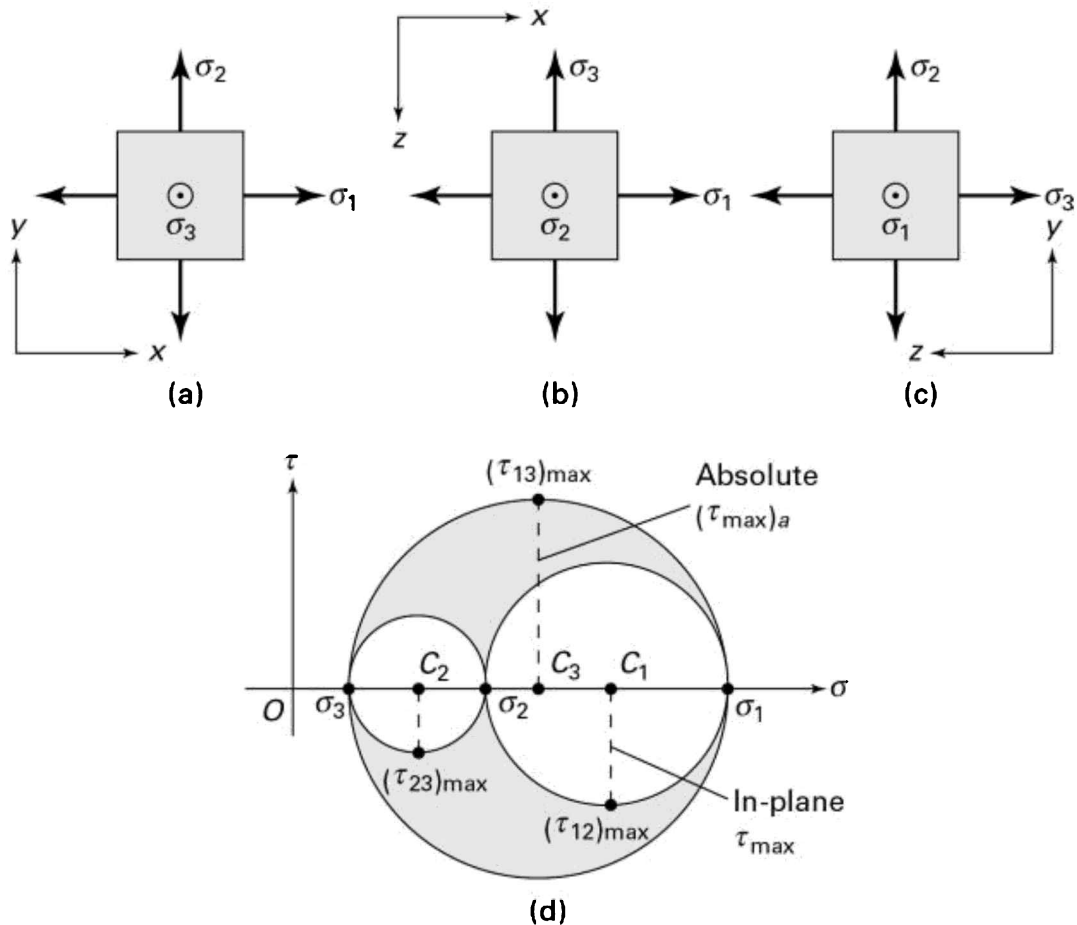 σ₂
σ₁
σ₃
y
x
(a)
x
z
σ₃
σ₁
σ₂
(b)
σ₂
σ₃
σ₁
y
z
(c)
τ
(τ₁₃)max
Absolute
(τmax)a
C₂ C₃ C₁
σ
O σ₃ σ₂ σ₁
(τ₂₃)max
(τ₁₂)max
In-plane
τmax
(d)